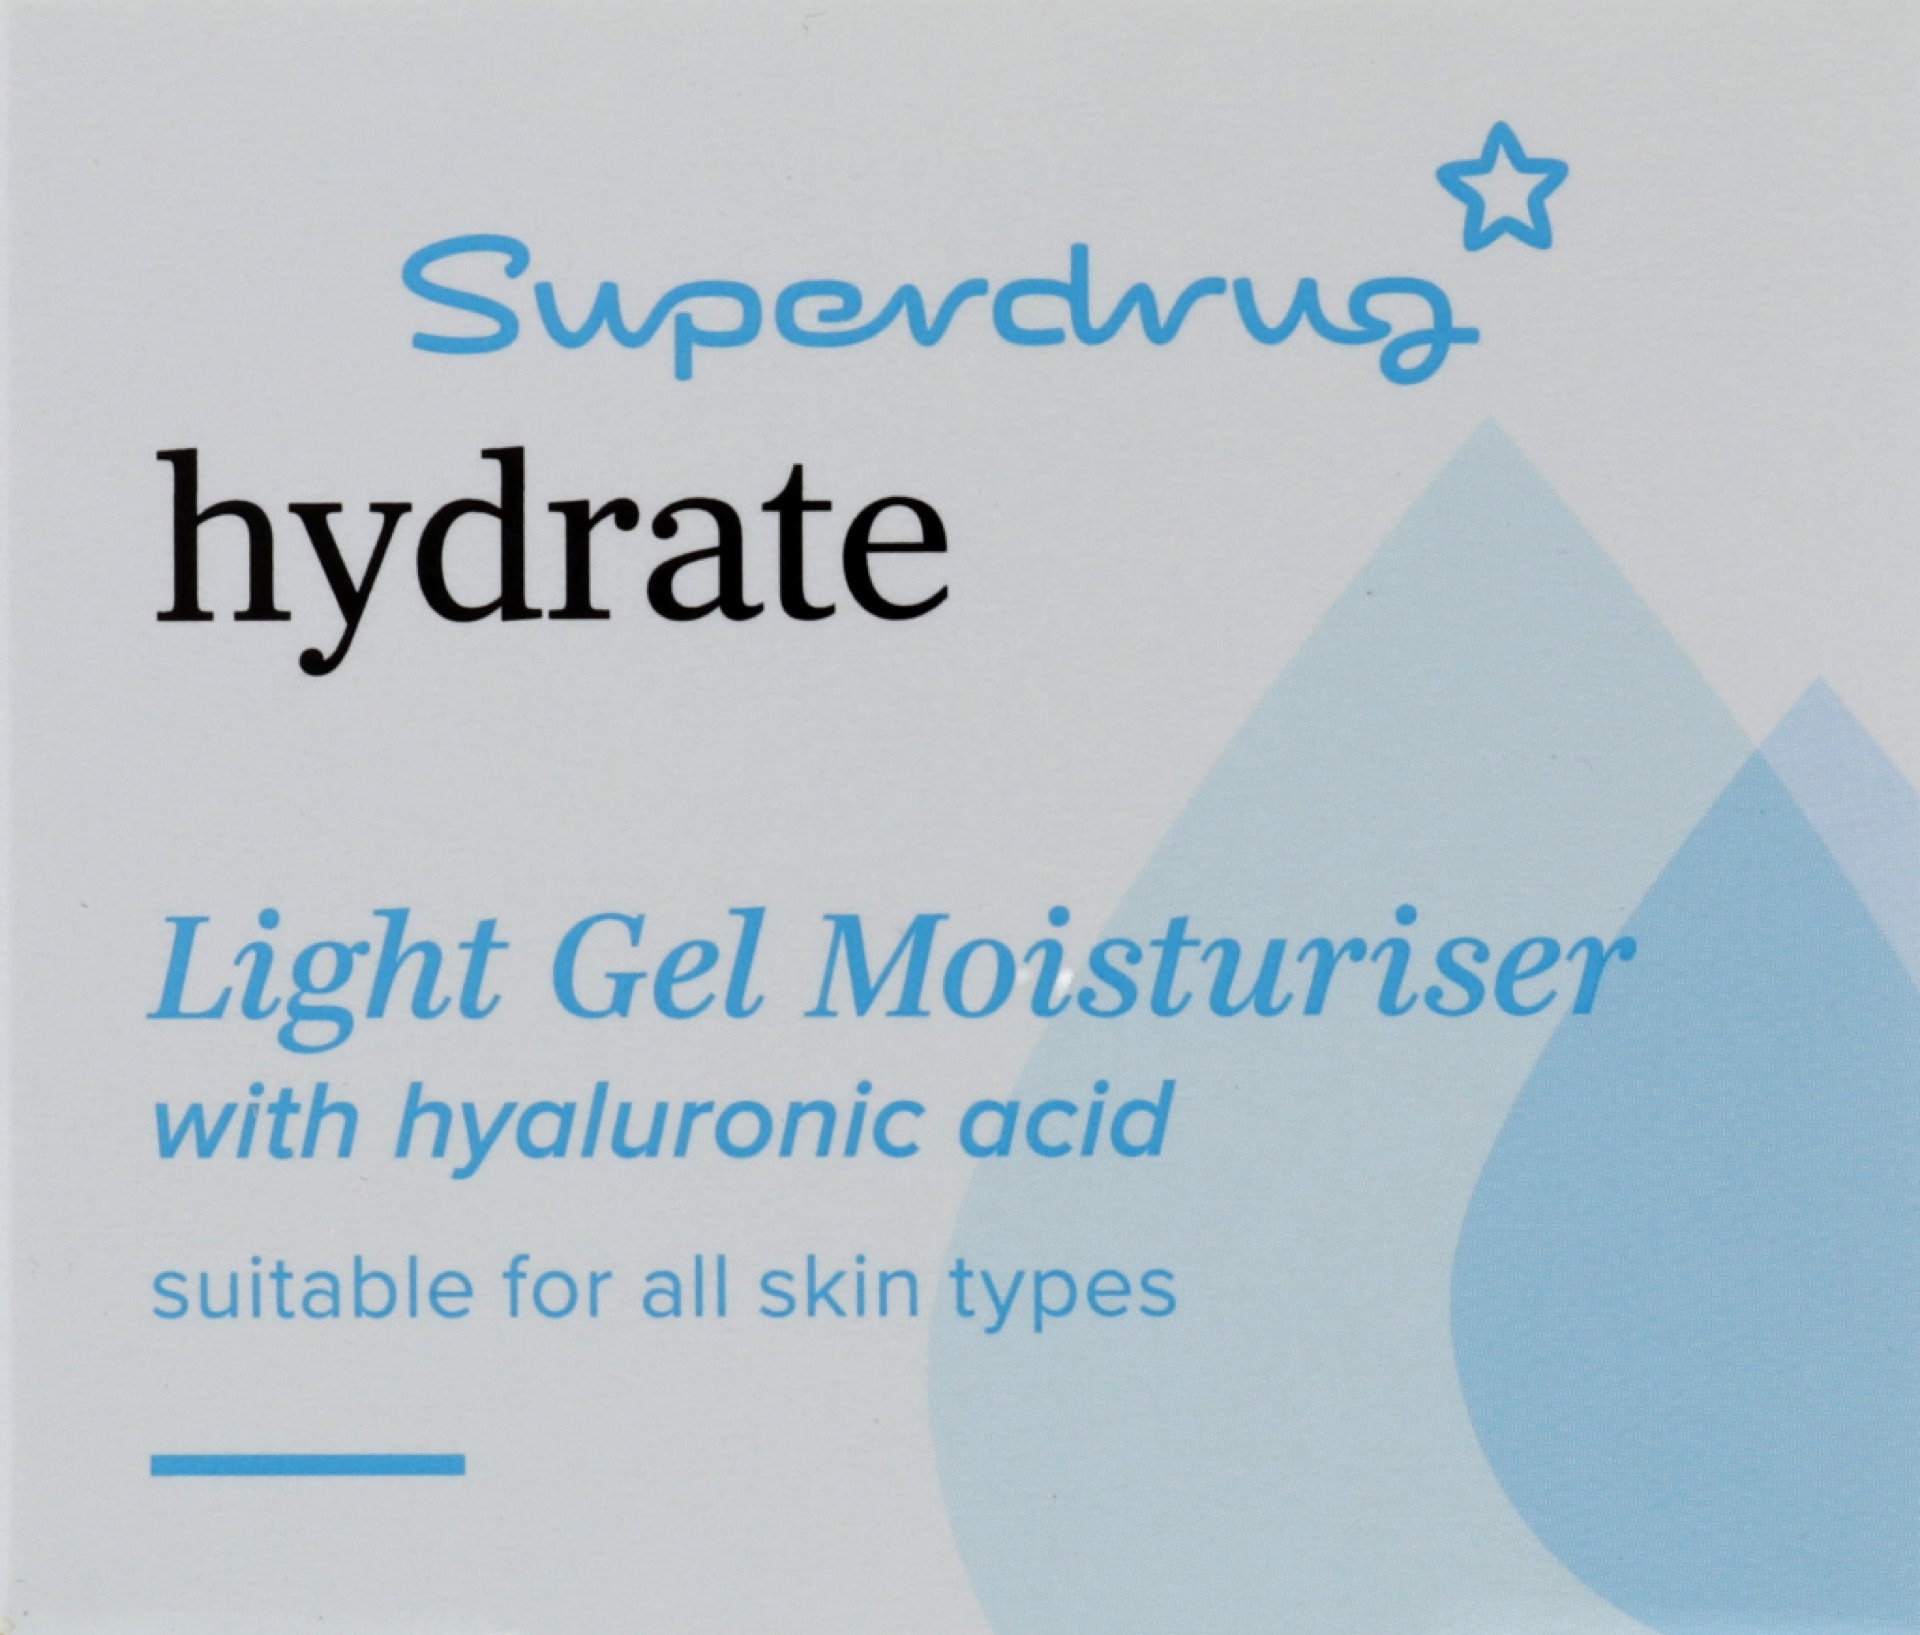 Superdrug
hydrate
Light Gel Moisturiser
with hyaluronic acid
suitable for all skin types